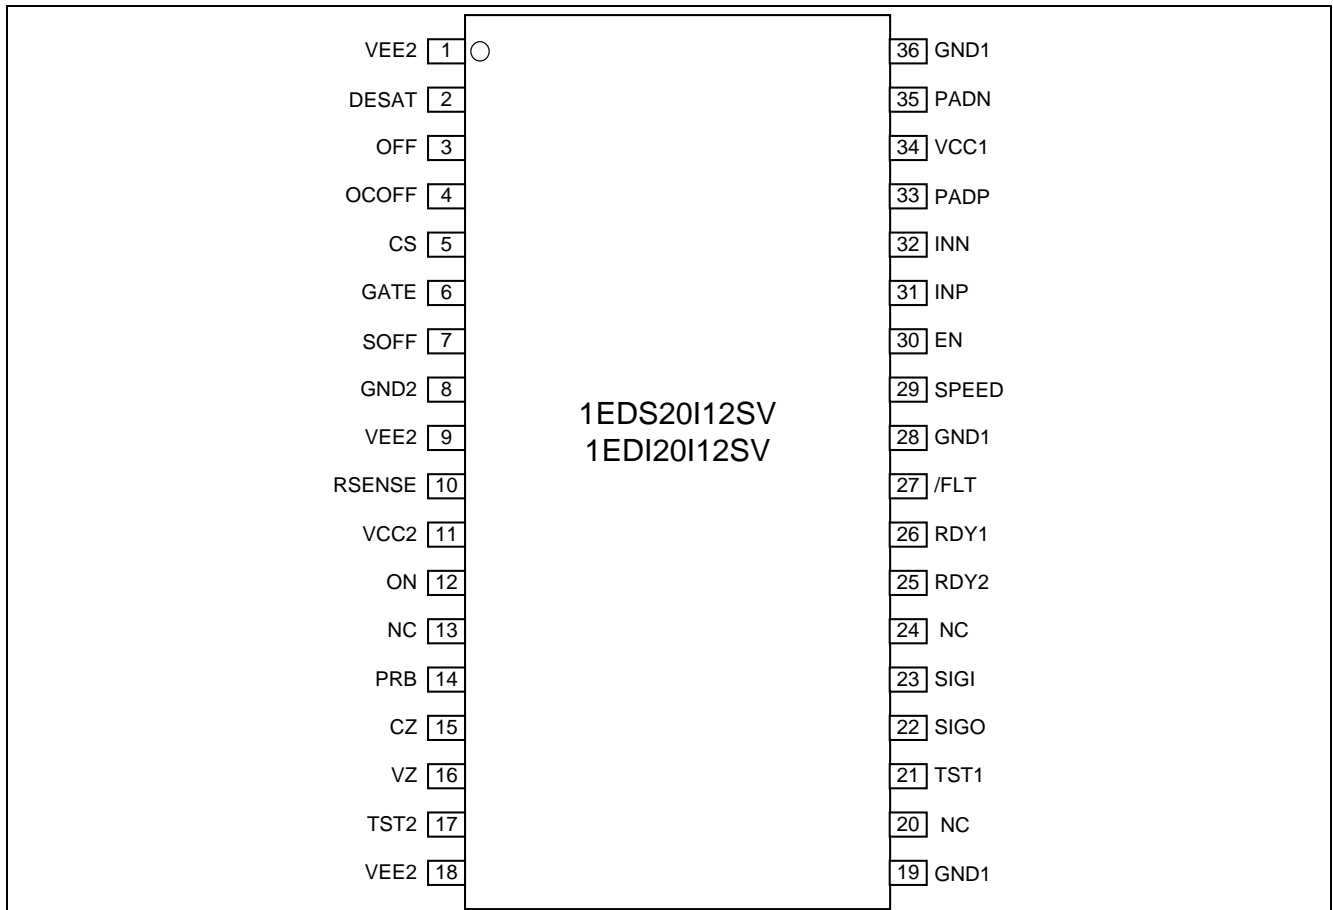 VEE2 1 36 GND1
DESAT 2 35 PADN
OFF 3 34 VCC1
OCOFF 4 33 PADP
CS 5 32 INN
GATE 6 31 INP
SOFF 7 30 EN
GND2 8 29 SPEED
1EDS20I12SV
VEE2 9 28 GND1
1EDI20I12SV
RSENSE 10 27 /FLT
VCC2 11 26 RDY1
ON 12 25 RDY2
NC 13 24 NC
PRB 14 23 SIGI
CZ 15 22 SIGO
VZ 16 21 TST1
TST2 17 20 NC
VEE2 18 19 GND1